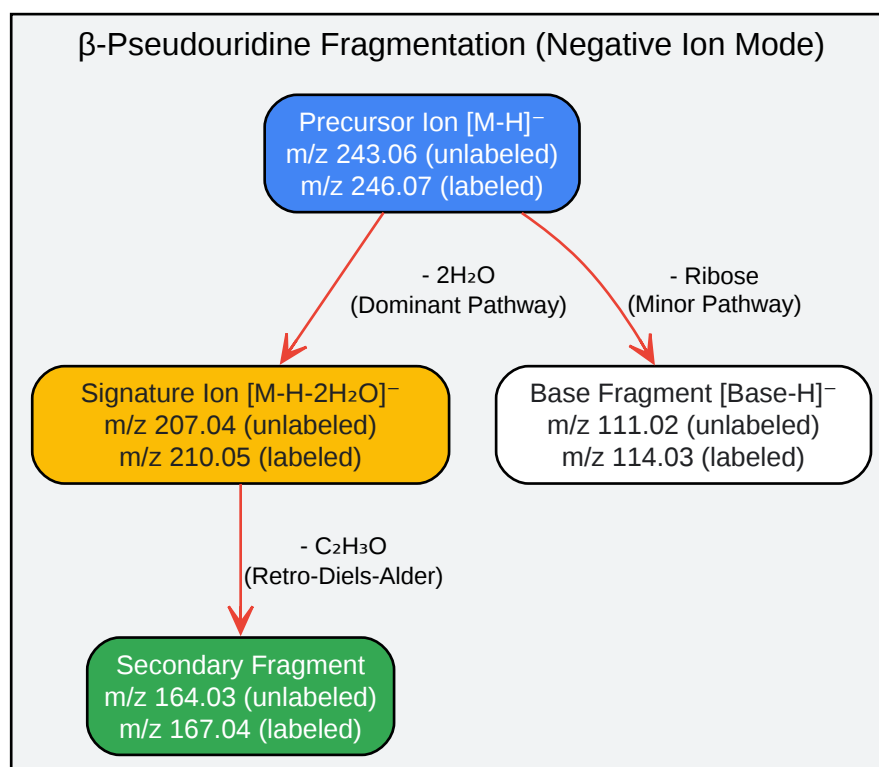 β-Pseudouridine Fragmentation (Negative Ion Mode)
Precursor Ion [M-H]⁻
m/z 243.06 (unlabeled)
m/z 246.07 (labeled)
- 2H₂O
(Dominant Pathway)
- Ribose
(Minor Pathway)
Signature Ion [M-H-2H₂O]⁻
m/z 207.04 (unlabeled)
m/z 210.05 (labeled)
Base Fragment [Base-H]⁻
m/z 111.02 (unlabeled)
m/z 114.03 (labeled)
- C₂H₃O
(Retro-Diels-Alder)
Secondary Fragment
m/z 164.03 (unlabeled)
m/z 167.04 (labeled)